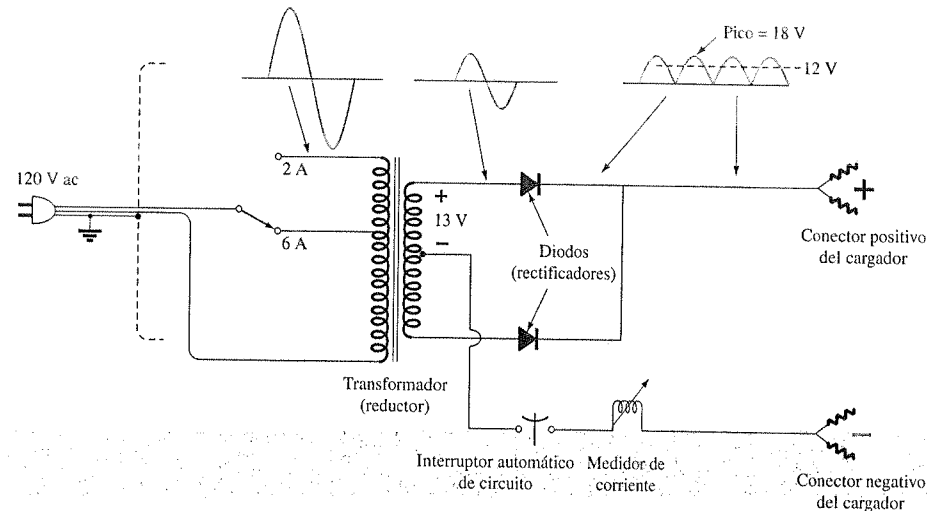 Pico = 18 V
12 V
120 V ac
2 A
6 A
+
13 V
−
Diodos
(rectificadores)
+
Conector positivo
del cargador
Transformador
(reductor)
Interruptor automático
de circuito
Medidor de
corriente
−
Conector negativo
del cargador